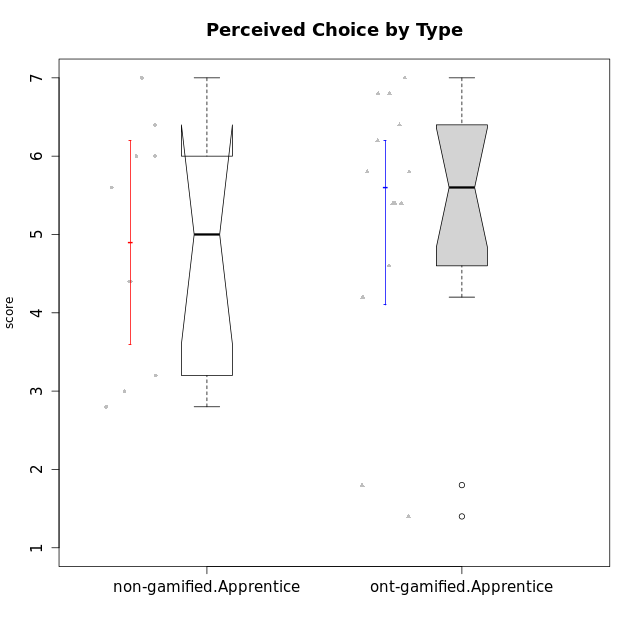 Perceived Choice by Type
score
7
6
5
4
3
2
1
non-gamified.Apprentice
ont-gamified.Apprentice